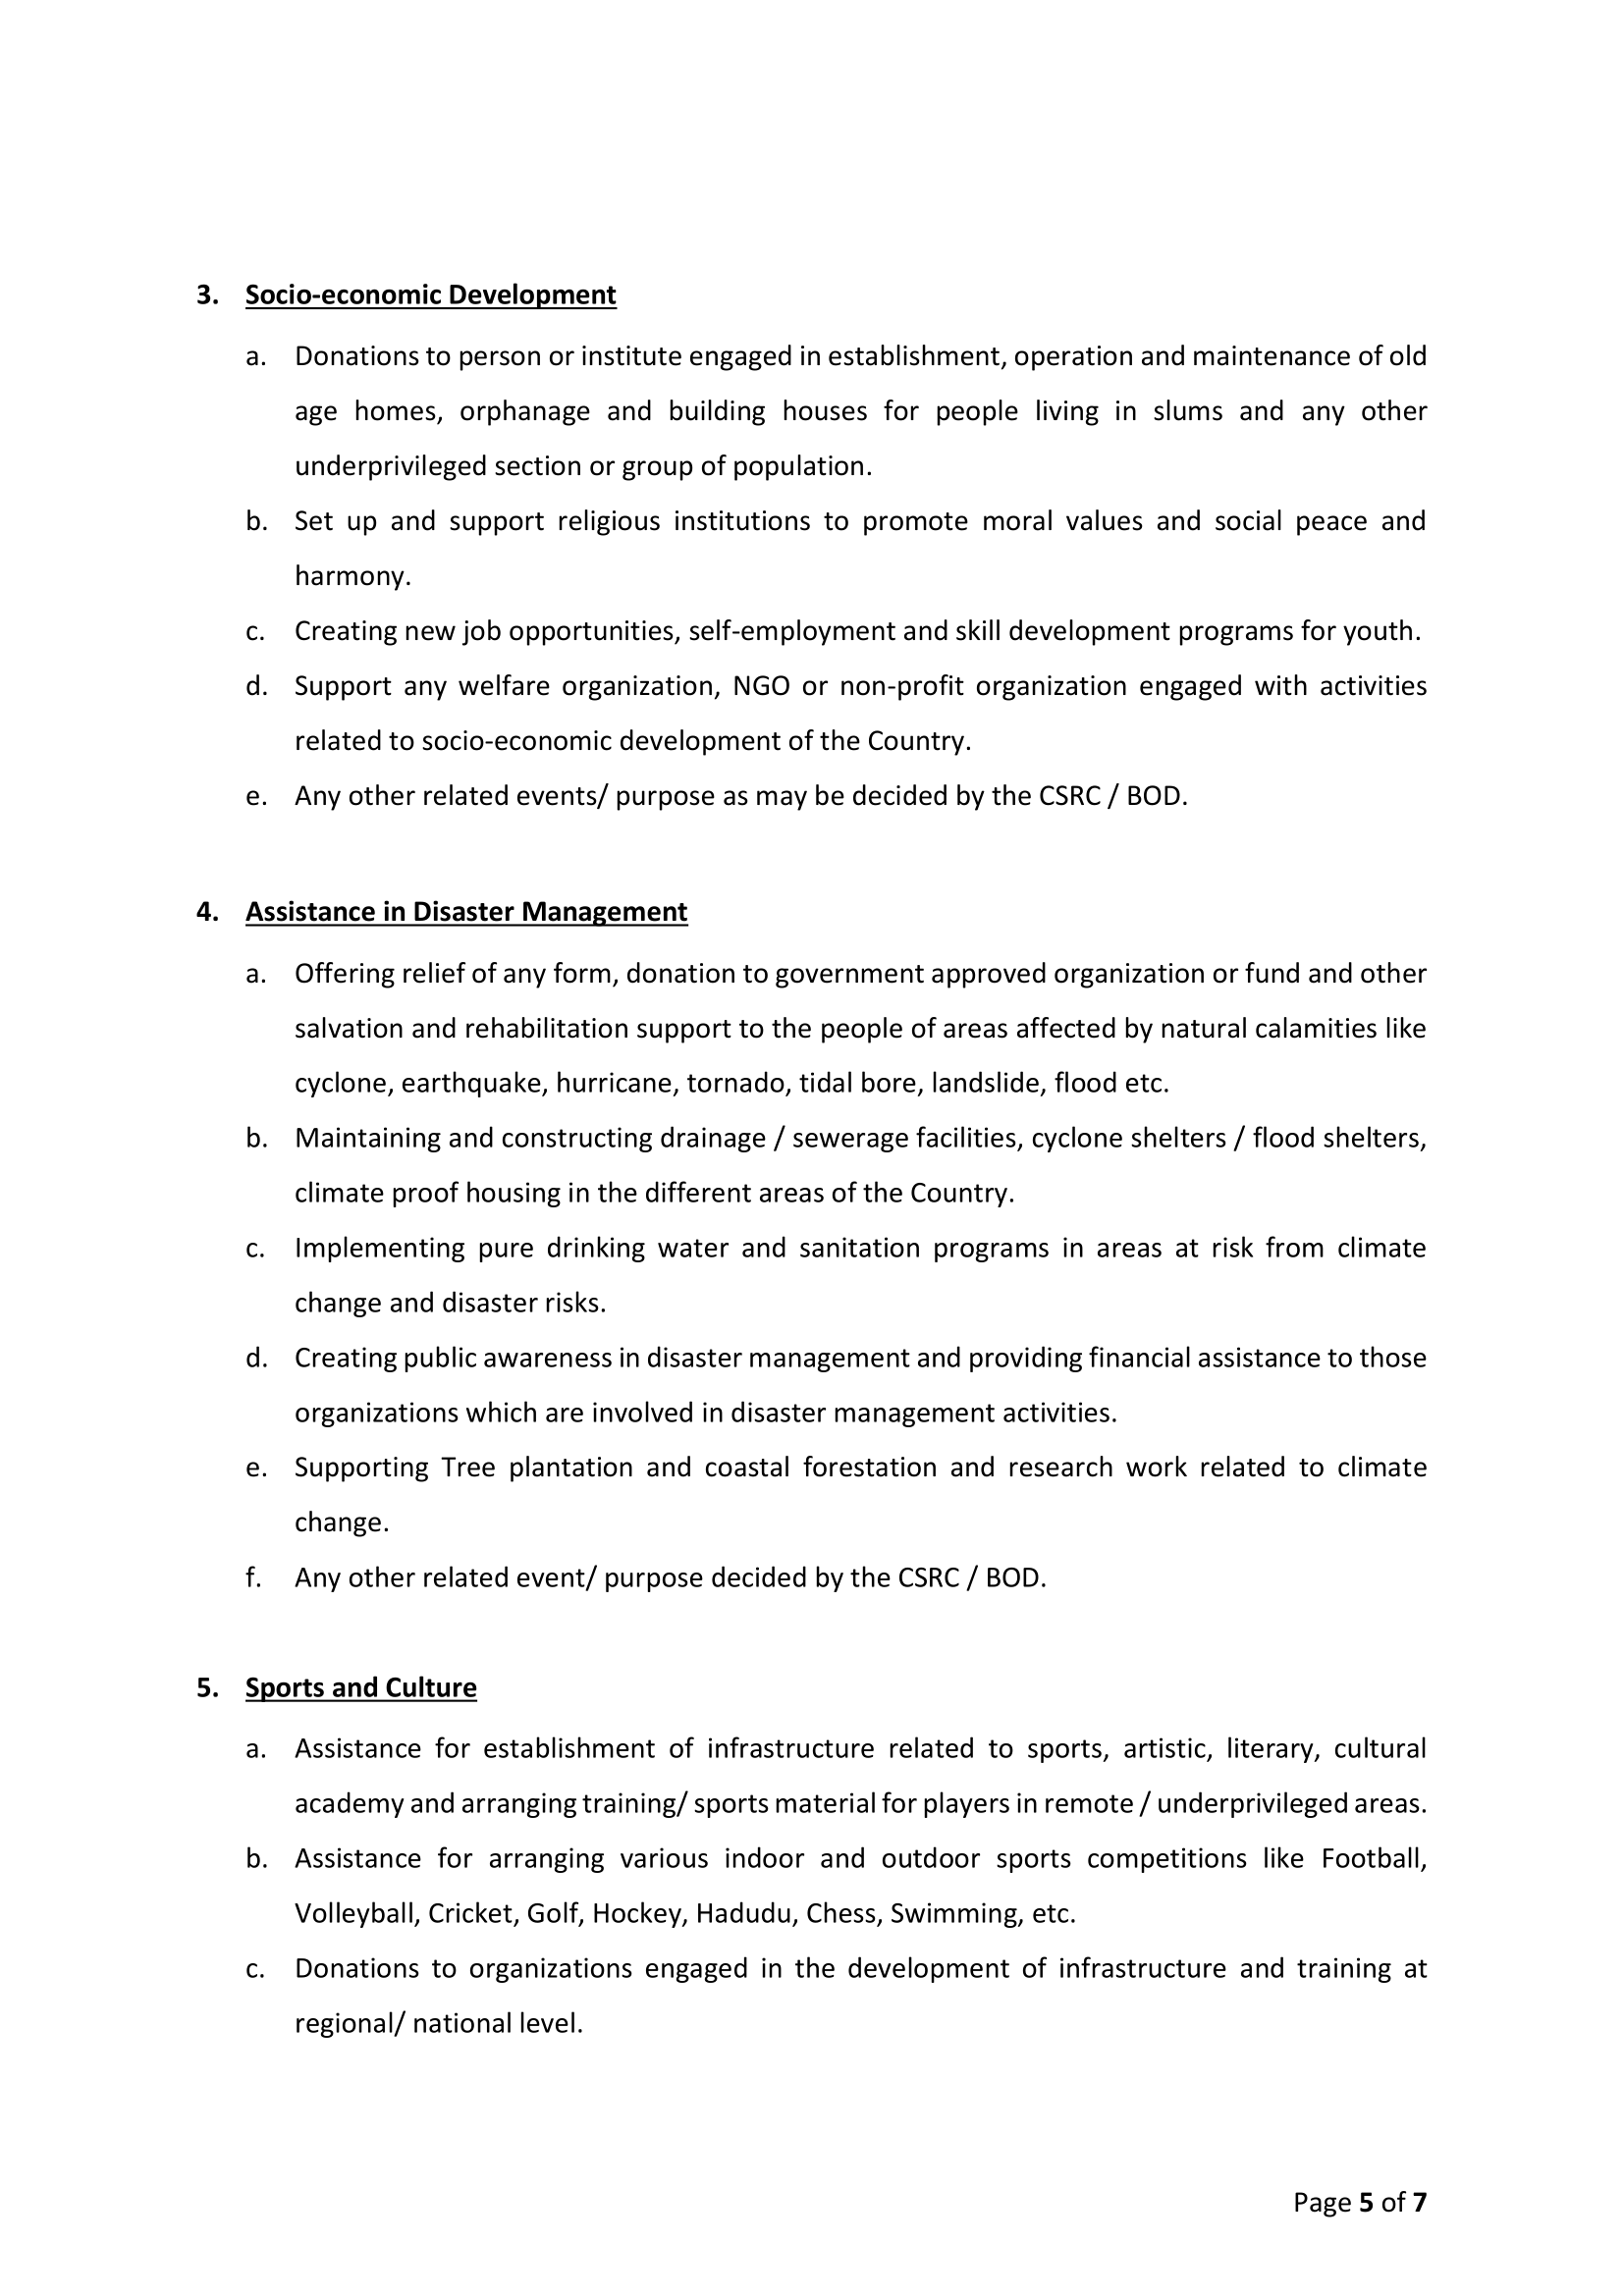 3. Socio-economic Development
a. Donations to person or institute engaged in establishment, operation and maintenance of old
age homes, orphanage and building houses for people living in slums and any other
underprivileged section or group of population.
b. Set up and support religious institutions to promote moral values and social peace and
harmony.
c. Creating new job opportunities, self-employment and skill development programs for youth.
d. Support any welfare organization, NGO or non-profit organization engaged with activities
related to socio-economic development of the Country.
e. Any other related events/ purpose as may be decided by the CSRC / BOD.
4. Assistance in Disaster Management
a. Offering relief of any form, donation to government approved organization or fund and other
salvation and rehabilitation support to the people of areas affected by natural calamities like
cyclone, earthquake, hurricane, tornado, tidal bore, landslide, flood etc.
b. Maintaining and constructing drainage / sewerage facilities, cyclone shelters / flood shelters,
climate proof housing in the different areas of the Country.
c. Implementing pure drinking water and sanitation programs in areas at risk from climate
change and disaster risks.
d. Creating public awareness in disaster management and providing financial assistance to those
organizations which are involved in disaster management activities.
e. Supporting Tree plantation and coastal forestation and research work related to climate
change.
f. Any other related event/ purpose decided by the CSRC / BOD.
5. Sports and Culture
a. Assistance for establishment of infrastructure related to sports, artistic, literary, cultural
academy and arranging training/ sports material for players in remote / underprivileged areas.
b. Assistance for arranging various indoor and outdoor sports competitions like Football,
Volleyball, Cricket, Golf, Hockey, Hadudu, Chess, Swimming, etc.
c. Donations to organizations engaged in the development of infrastructure and training at
regional/ national level.
Page 5 of 7